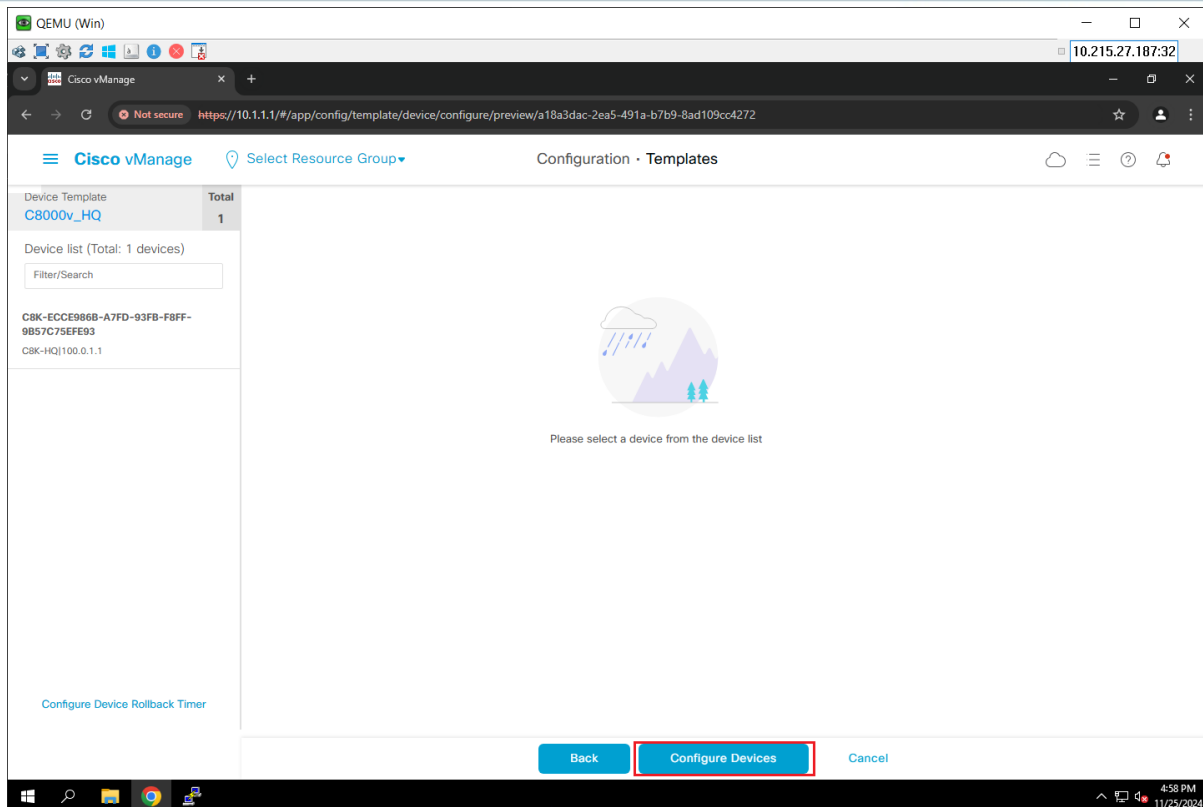 QEMU (Win)
10.215.27.187:32
Cisco vManage
Not secure
https://10.1.1.1/#/app/config/template/device/configure/preview/a18a3dac-2ea5-491a-b7b9-8ad109cc4272
Cisco vManage
Select Resource Group
Configuration · Templates
Device Template
Total
C8000v_HQ
1
Device list (Total: 1 devices)
Filter/Search
C8K-ECCE986B-A7FD-93FB-F8FF-
9B57C75EFE93
C8K-HQ|100.0.1.1
Please select a device from the device list
Configure Device Rollback Timer
Back
Configure Devices
Cancel
4:58 PM